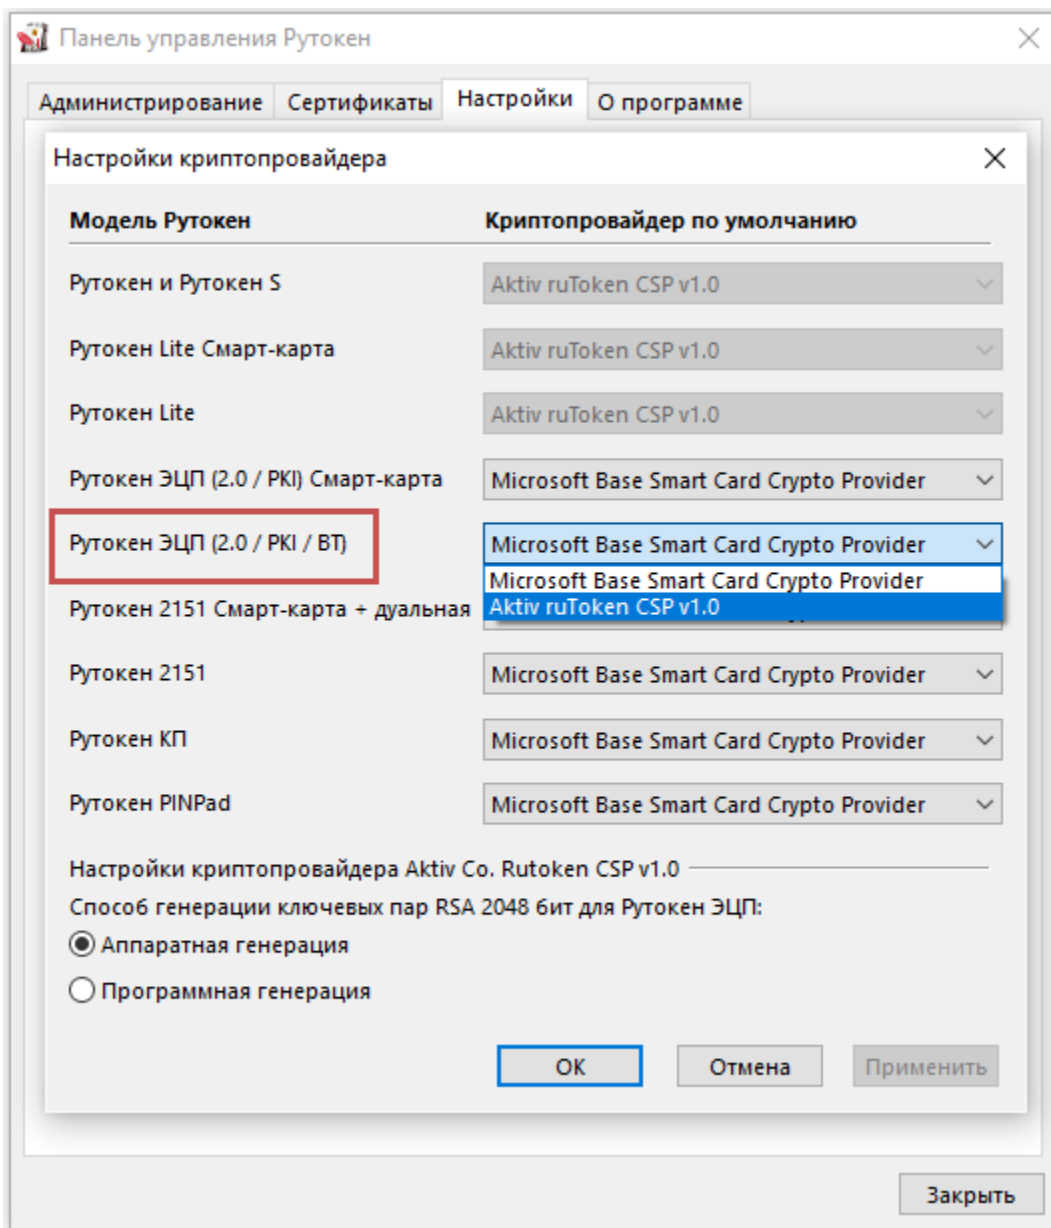 Панель управления Рутокен
Администрирование Сертификаты Настройки О программе
Настройки криптопровайдера
Модель Рутокен Криптопровайдер по умолчанию
Рутокен и Рутокен S Aktiv ruToken CSP v1.0
Рутокен Lite Смарт-карта Aktiv ruToken CSP v1.0
Рутокен Lite Aktiv ruToken CSP v1.0
Рутокен ЭЦП (2.0 / PKI) Смарт-карта Microsoft Base Smart Card Crypto Provider
Рутокен ЭЦП (2.0 / PKI / BT) Microsoft Base Smart Card Crypto Provider
Microsoft Base Smart Card Crypto Provider
Рутокен 2151 Смарт-карта + дуальная Aktiv ruToken CSP v1.0
Рутокен 2151 Microsoft Base Smart Card Crypto Provider
Рутокен КП Microsoft Base Smart Card Crypto Provider
Рутокен PINPad Microsoft Base Smart Card Crypto Provider
Настройки криптопровайдера Aktiv Co. Rutoken CSP v1.0
Способ генерации ключевых пар RSA 2048 бит для Рутокен ЭЦП:
Аппаратная генерация
Программная генерация
ОК Отмена Применить
Закрыть